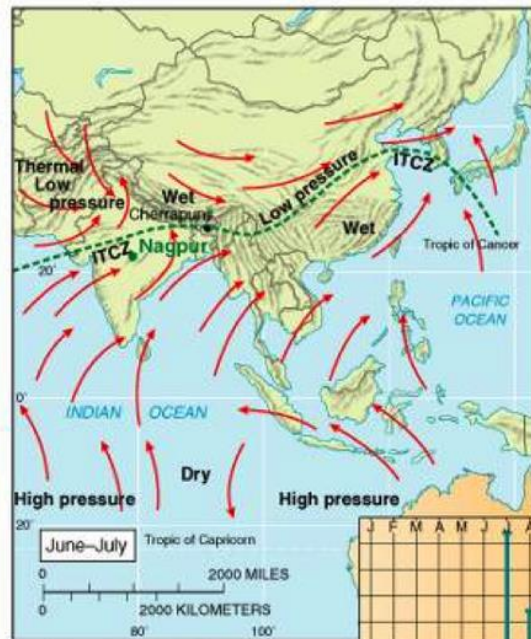 Thermal
Low
pressure
Wet
Cherrapunji
Low pressure
ITCZ
ITCZ
Nagpur
Wet
Tropic of Cancer
20°
PACIFIC
OCEAN
0°
INDIAN OCEAN
Dry
High pressure
High pressure
20°
June–July
Tropic of Capricorn
J F M A M J J A
0 2000 MILES
0 2000 KILOMETERS
80°
100°